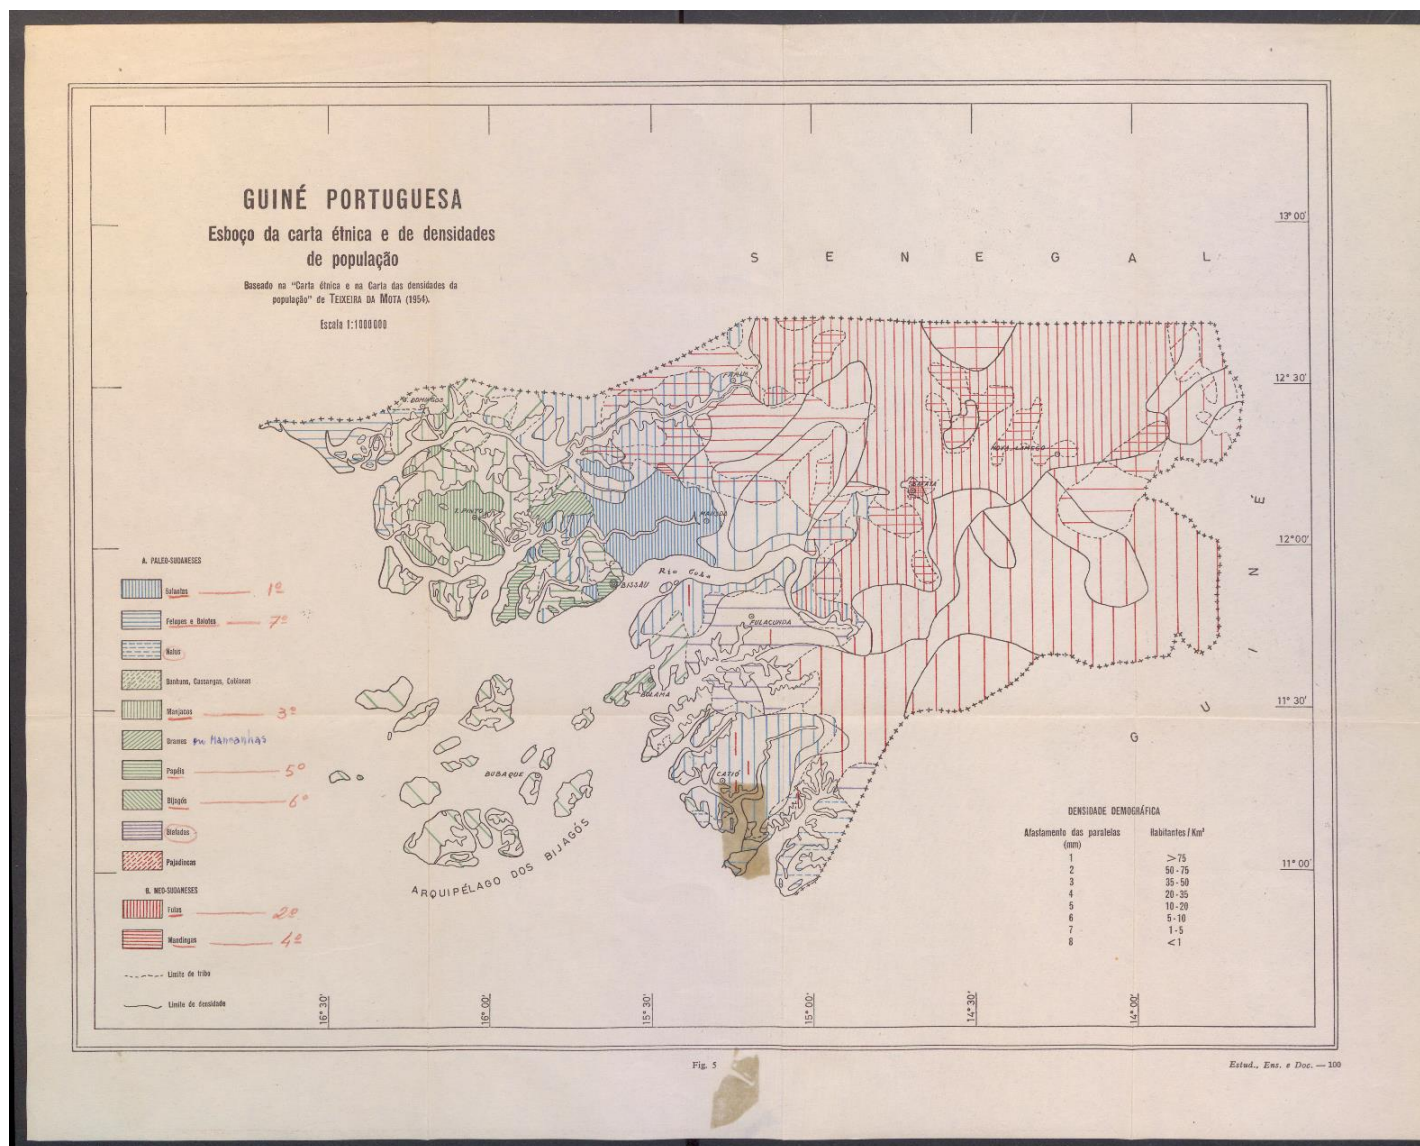 GUINÉ PORTUGUESA
Esboço da carta étnica e de densidades
de população
Baseado na "Carta étnica e na Carta das densidades da
população" de TEIXEIRA DA MOTA (1954).
Escala 1:1000000
S E N E G A L
13° 00'
12° 30'
12° 00'
11° 30'
11° 00'
G U I N É
S. DOMINGOS
FARIM
NOVA LAMEGO
BAFATÁ
T. PINTO
MANSOA
BISSAU
Rio Geba
FULACUNDA
BOLAMA
CATIÓ
BUBAQUE
ARQUIPÉLAGO DOS BIJAGÓS
A. PALEO-SUDANESES
Balantas 1º
Felupes e Baiotes 7º
Nalus
Banhuns, Cassangas, Cobianas
Manjacos 3º
Brames ou Mancanhas
Papéis 5º
Bijagós 6º
Biafadas
Pajadincas
B. NEO-SUDANESES
Fulas 2º
Mandingas 4º
Limite de tribo
Limite de densidade
DENSIDADE DEMOGRÁFICA
Afastamento das paralelas Habitantes/Km²
(mm)
1 >75
2 50-75
3 35-50
4 20-35
5 10-20
6 5-10
7 1-5
8 <1
16° 30' 16° 00' 15° 30' 15° 00' 14° 30' 14° 00'
Fig. 5
Estud., Ens. e Doc. — 100